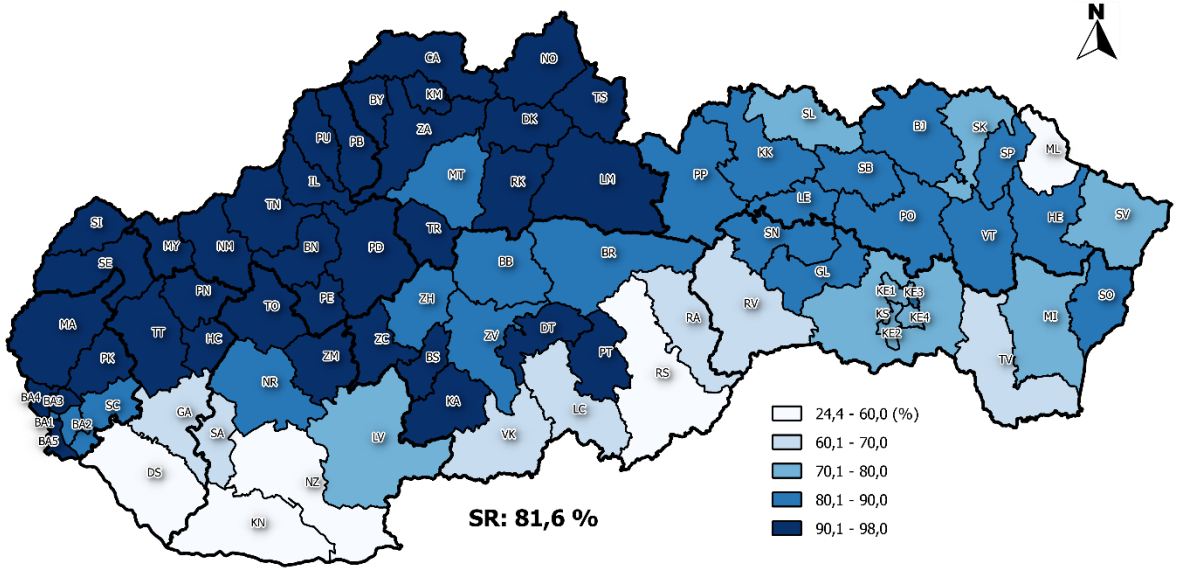 N
CA
NO
BY
KM
TS
PU
PB
ZA
DK
SL
BJ
SK
SP
ML
IL
MT
RK
LM
PP
KK
SB
LE
TN
SI
MY
NM
BN
PD
TR
PO
VT
HE
SV
SE
BB
BR
SN
GL
PN
TO
PE
ZH
RV
KE1
KE3
SO
MA
TT
HC
ZM
ZC
BS
ZV
DT
PT
RA
K5
KE4
KE2
MI
TV
PK
NR
KA
RS
BA4
BA3
SC
GA
SA
LV
VK
LC
BA1
BA2
BA5
DS
NZ
KN
24,4 - 60,0 (%)
60,1 - 70,0
70,1 - 80,0
80,1 - 90,0
90,1 - 98,0
SR: 81,6 %